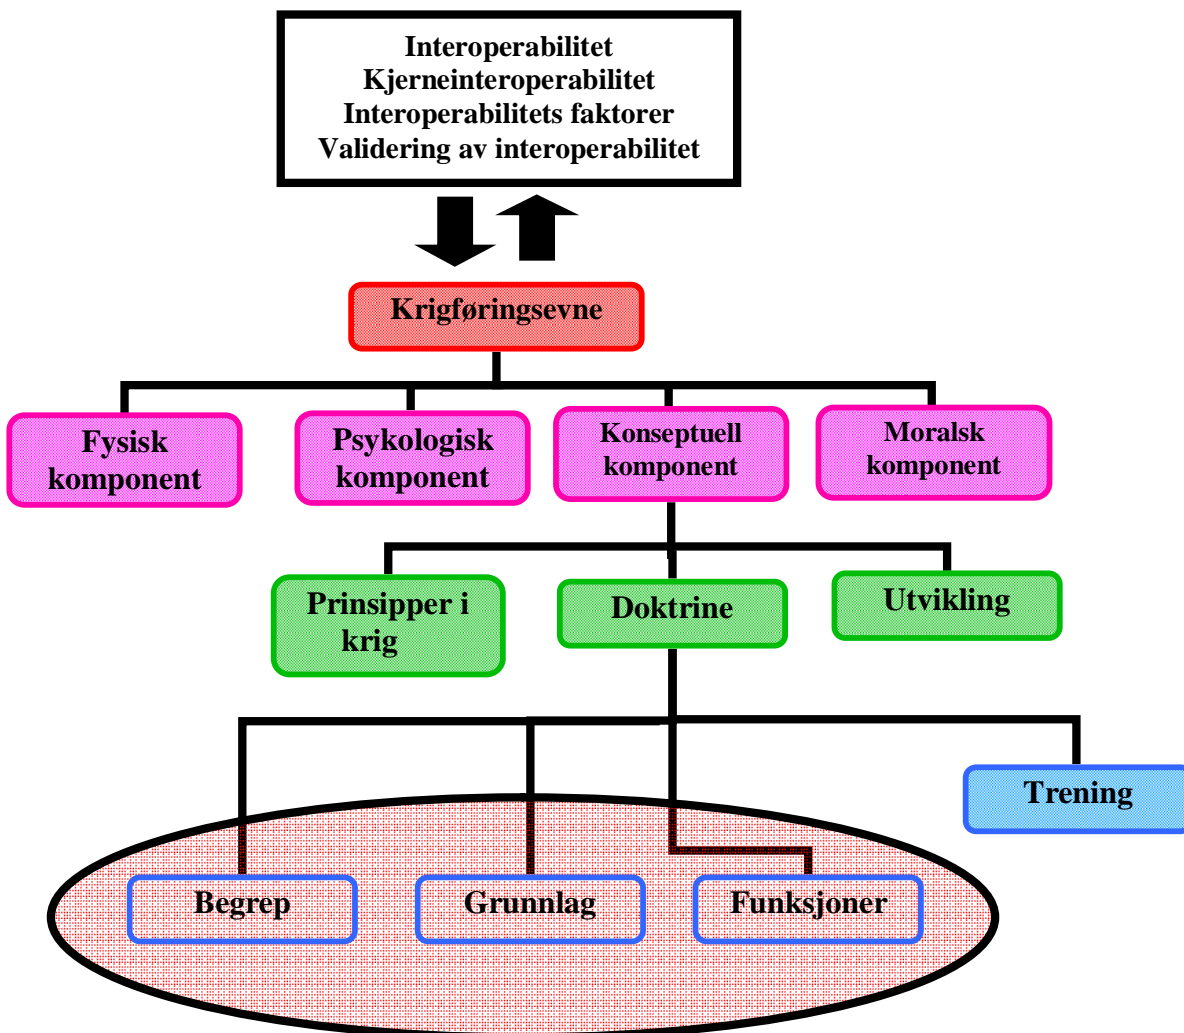 Interoperabilitet
Kjerneinteroperabilitet
Interoperabilitets faktorer
Validering av interoperabilitet
Krigføringsevne
Fysisk
komponent
Psykologisk
komponent
Konseptuell
komponent
Moralsk
komponent
Prinsipper i
krig
Doktrine
Utvikling
Trening
Begrep
Grunnlag
Funksjoner